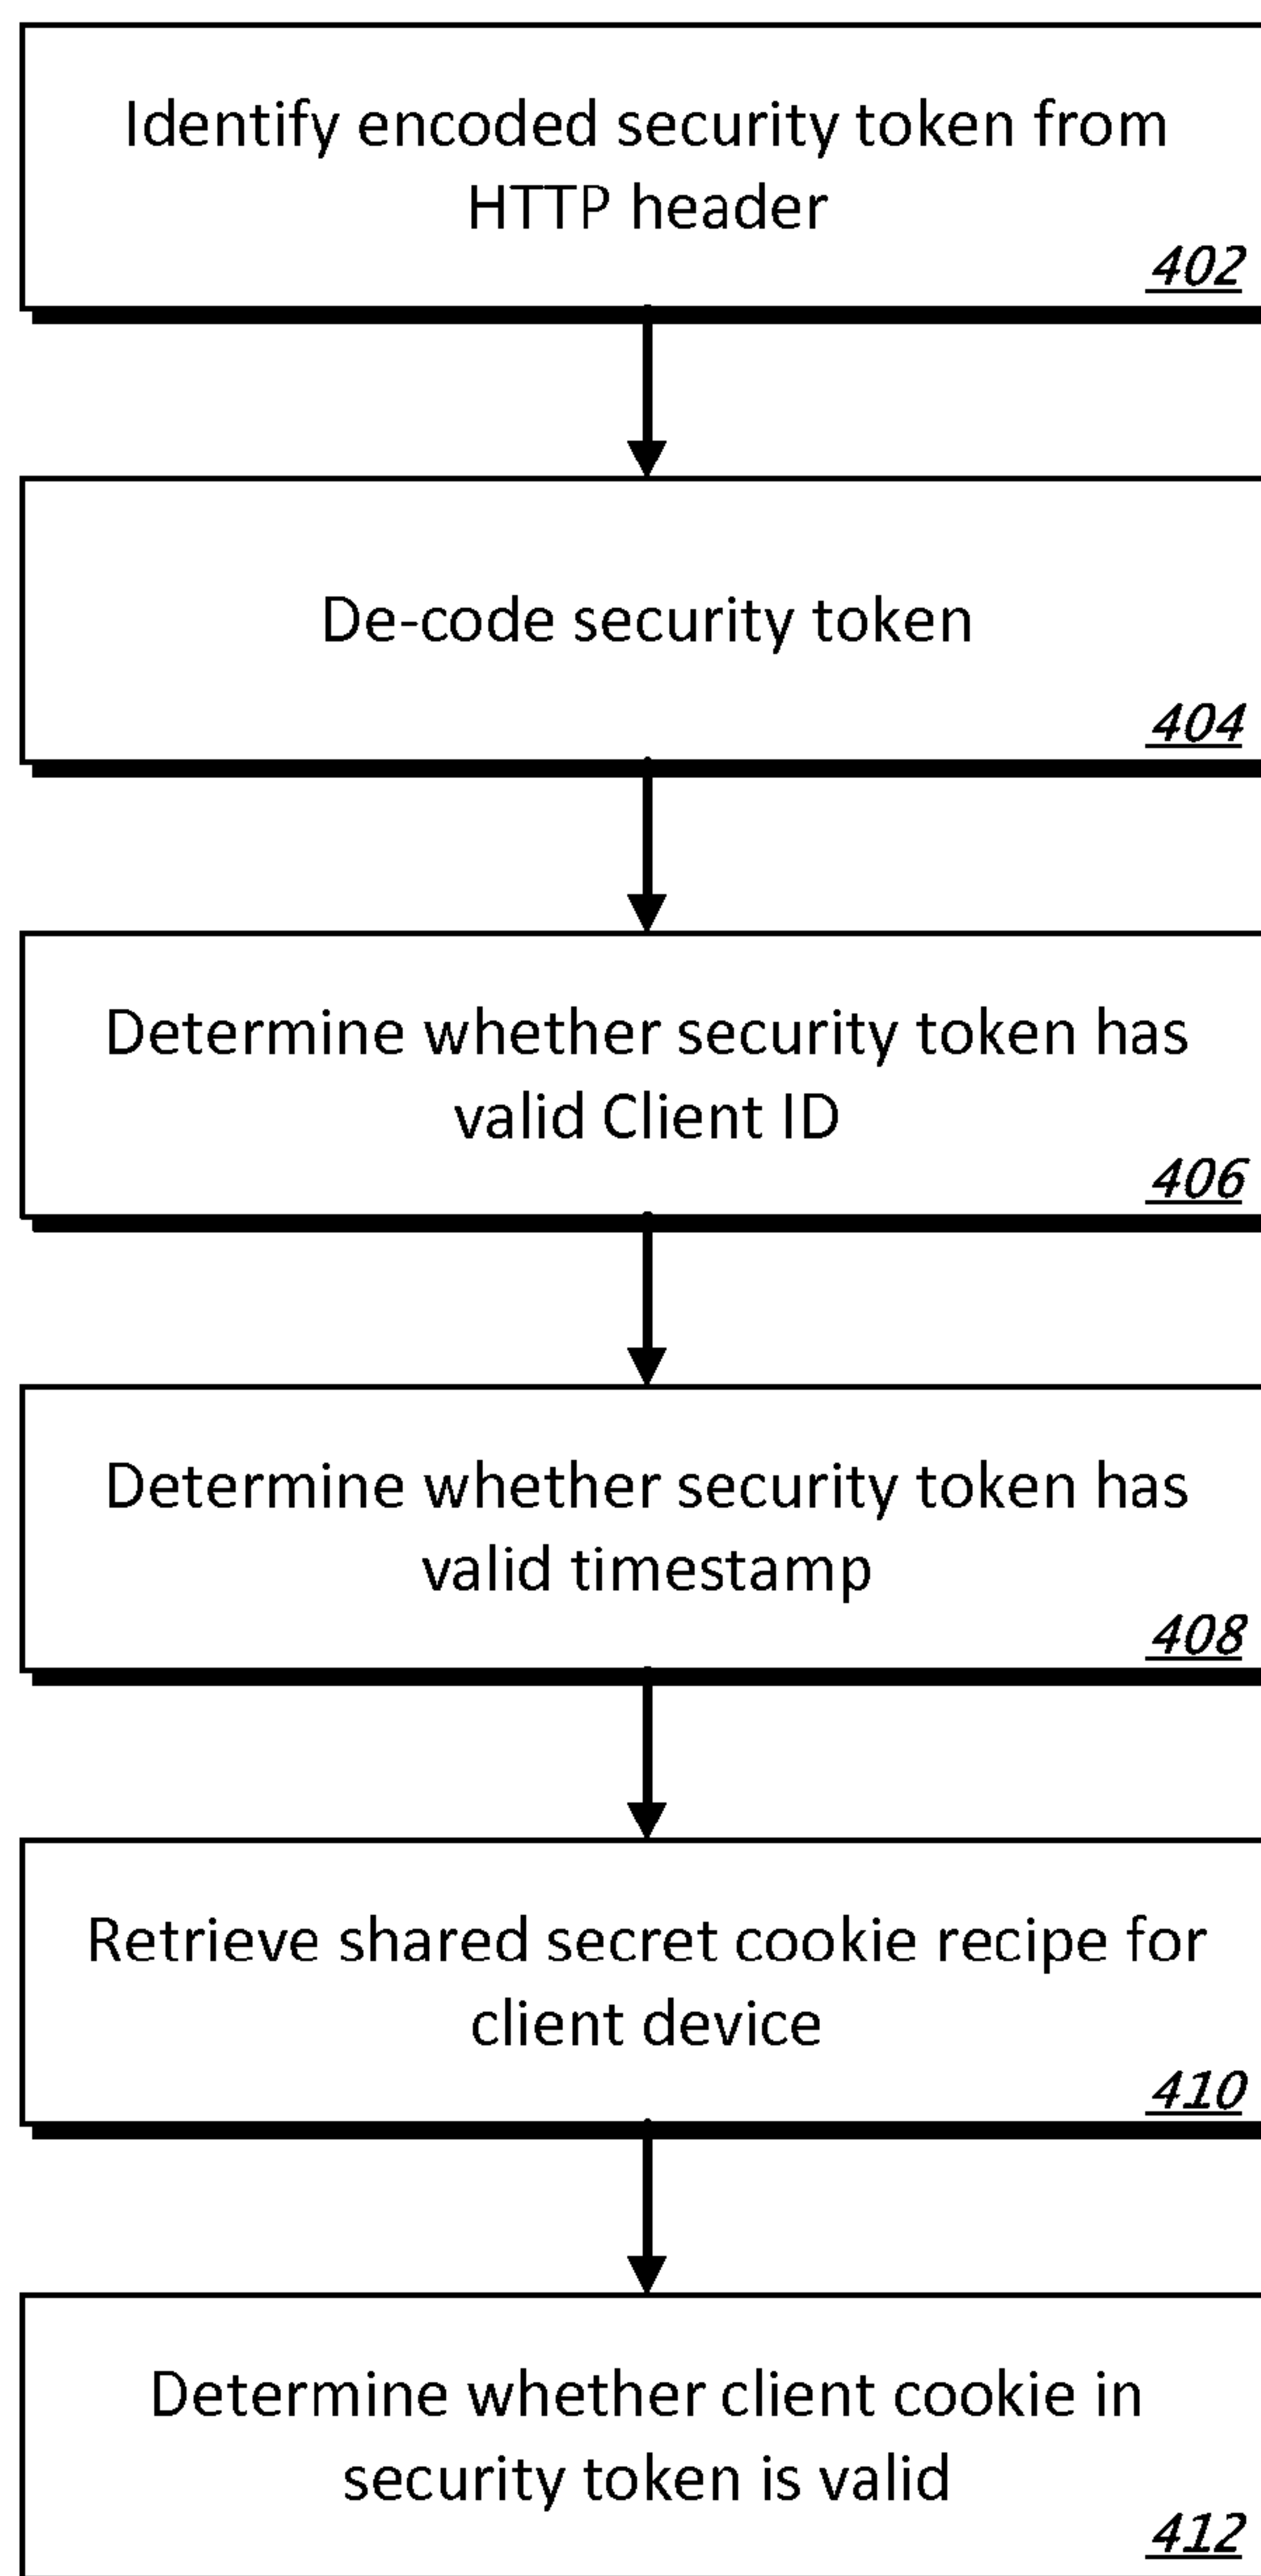 Identify encoded security token from
HTTP header
402
De-code security token
404
Determine whether security token has
valid Client ID
406
Determine whether security token has
valid timestamp
408
Retrieve shared secret cookie recipe for
client device
410
Determine whether client cookie in
security token is valid
412